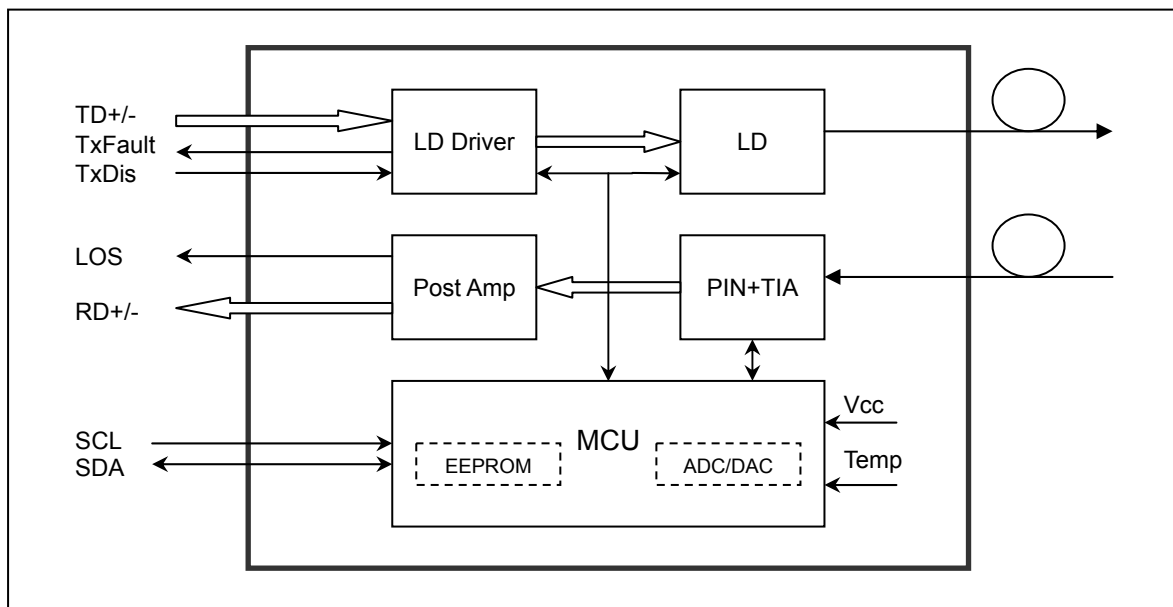 TD+/-
TxFault
TxDis
LD Driver
LD
LOS
RD+/-
Post Amp
PIN+TIA
SCL
SDA
MCU
EEPROM
ADC/DAC
Vcc
Temp